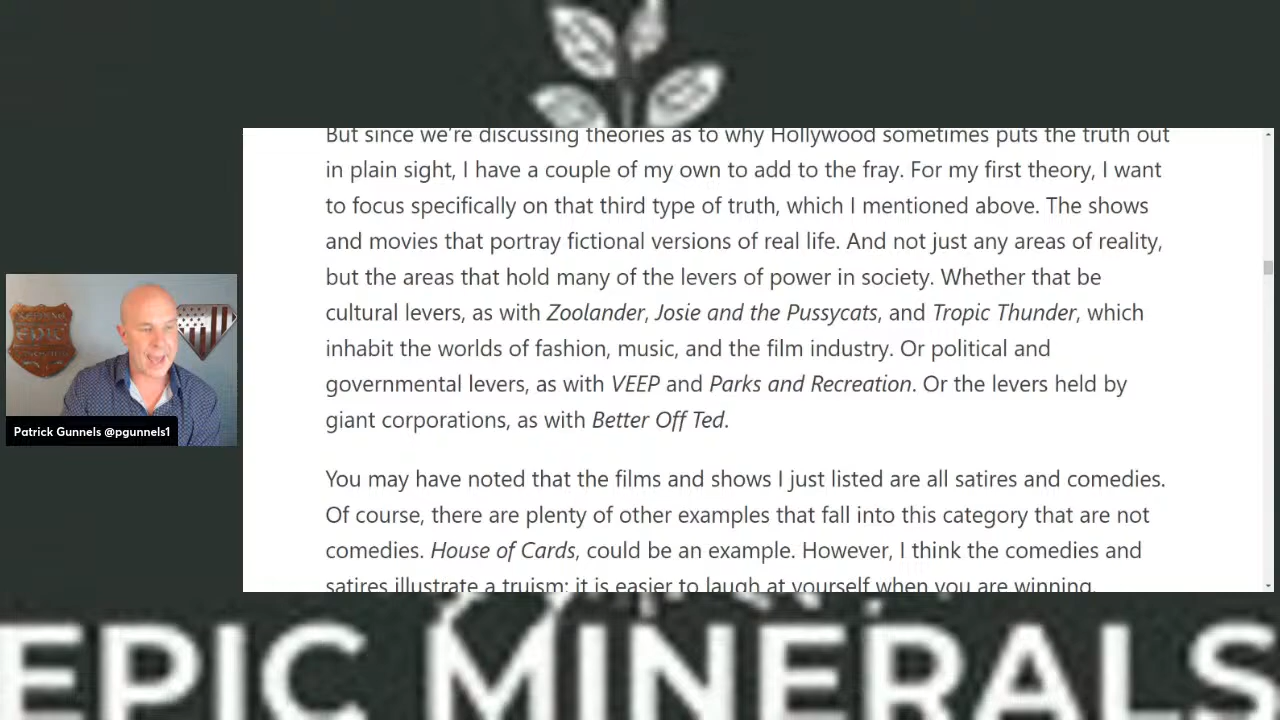 But since we're discussing theories as to why Hollywood sometimes puts the truth out
in plain sight, I have a couple of my own to add to the fray. For my first theory, I want
to focus specifically on that third type of truth, which I mentioned above. The shows
and movies that portray fictional versions of real life. And not just any areas of reality,
but the areas that hold many of the levers of power in society. Whether that be
cultural levers, as with Zoolander, Josie and the Pussycats, and Tropic Thunder, which
inhabit the worlds of fashion, music, and the film industry. Or political and
governmental levers, as with VEEP and Parks and Recreation. Or the levers held by
giant corporations, as with Better Off Ted.
You may have noted that the films and shows I just listed are all satires and comedies.
Of course, there are plenty of other examples that fall into this category that are not
comedies. House of Cards, could be an example. However, I think the comedies and
satires illustrate a truism: it is easier to laugh at yourself when you are winning.
EPIC
Patrick Gunnels @pgunnels1
EPIC MINERALS